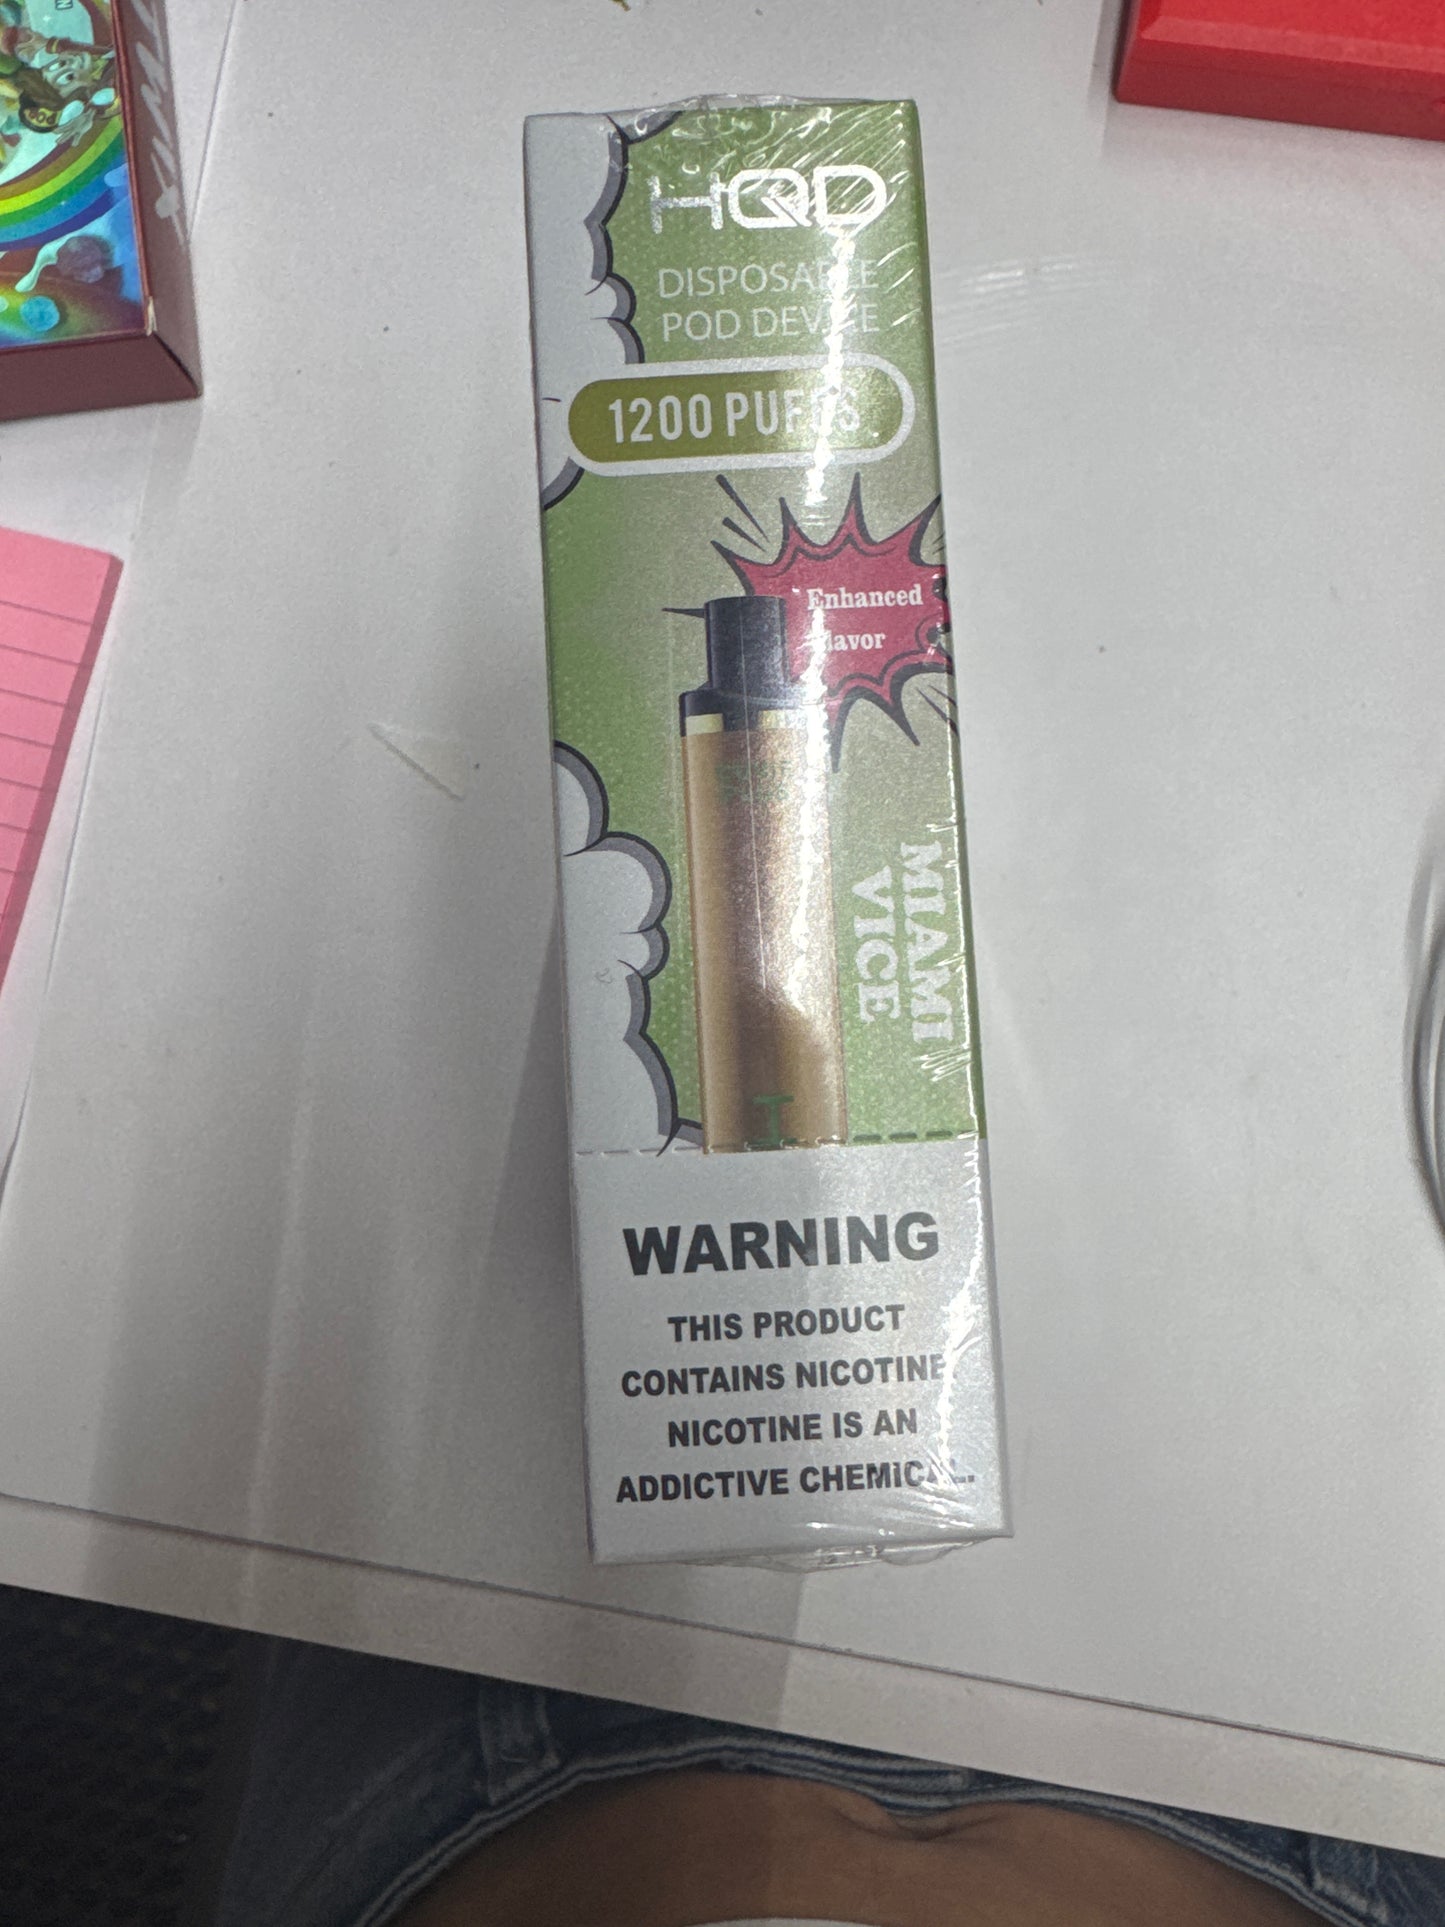 HQD
DISPOSABLE
POD DEVICE
1200 PUFFS
Enhanced
Flavor
MIAMI
VICE
WARNING
THIS PRODUCT
CONTAINS NICOTINE.
NICOTINE IS AN
ADDICTIVE CHEMICAL.